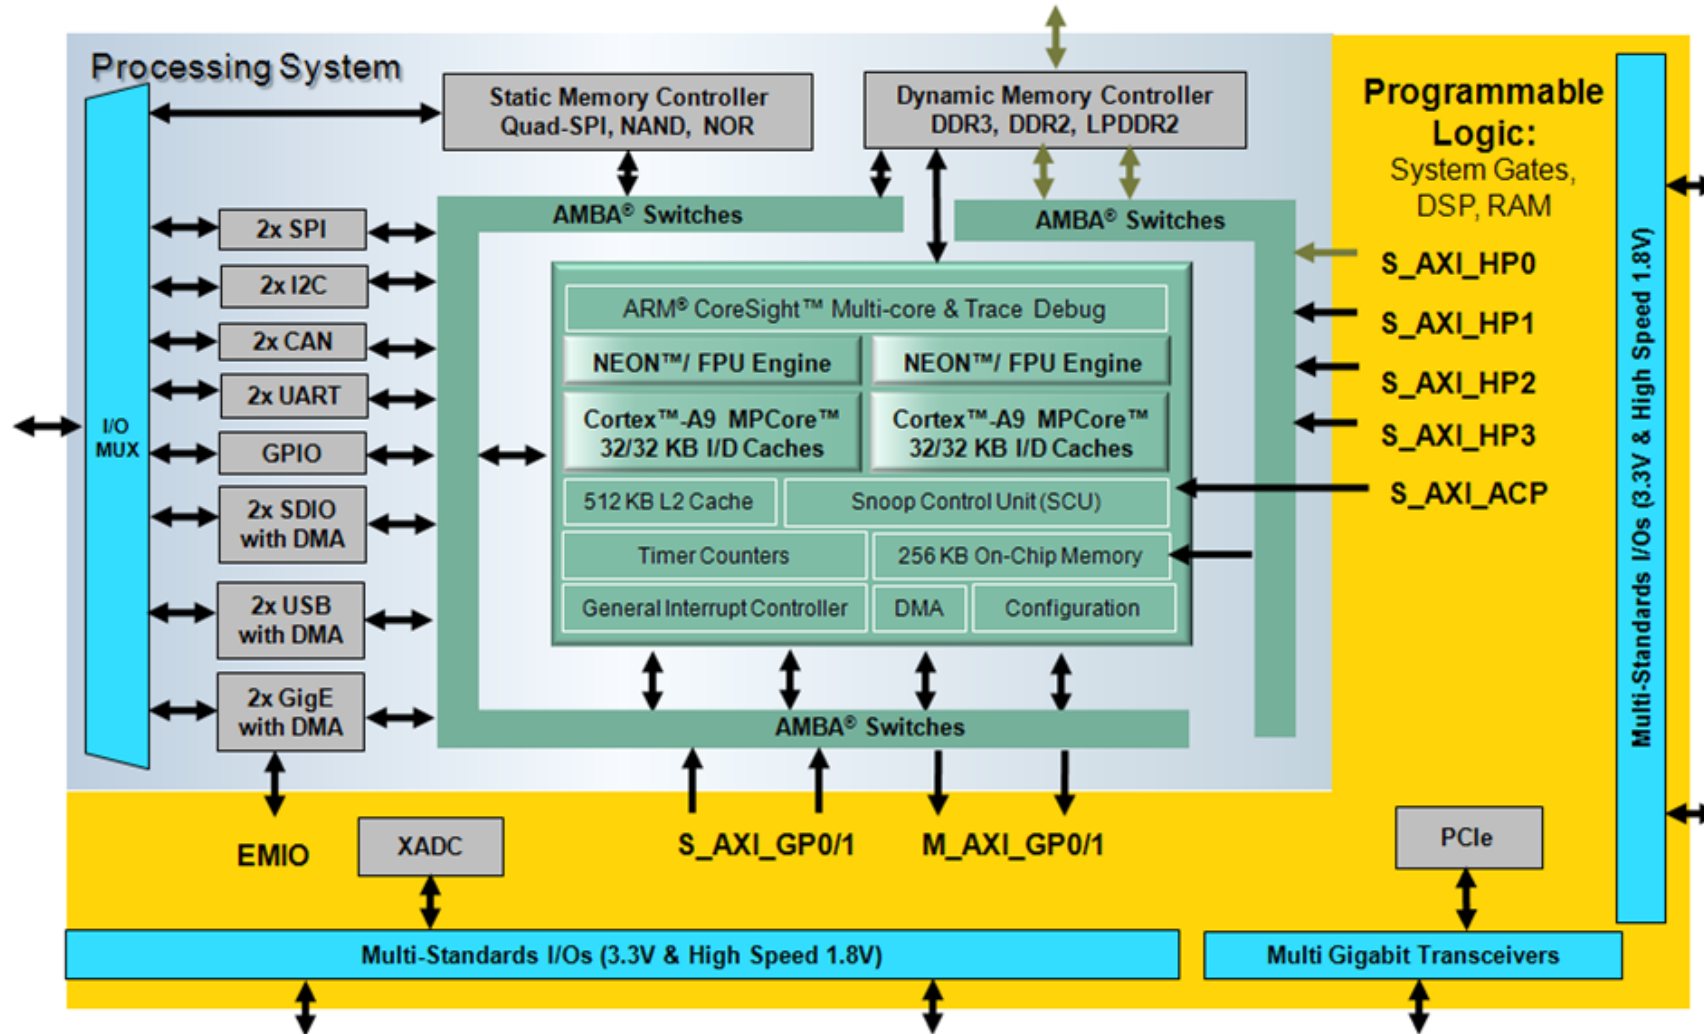 Processing System
Static Memory Controller
Quad-SPI, NAND, NOR
Dynamic Memory Controller
DDR3, DDR2, LPDDR2
Programmable
Logic:
System Gates,
DSP, RAM
AMBA® Switches
AMBA® Switches
2x SPI
2x I2C
2x CAN
2x UART
GPIO
2x SDIO
with DMA
2x USB
with DMA
2x GigE
with DMA
I/O
MUX
ARM® CoreSight™ Multi-core & Trace Debug
NEON™/ FPU Engine
NEON™/ FPU Engine
Cortex™-A9 MPCore™
32/32 KB I/D Caches
Cortex™-A9 MPCore™
32/32 KB I/D Caches
512 KB L2 Cache
Snoop Control Unit (SCU)
Timer Counters
256 KB On-Chip Memory
General Interrupt Controller
DMA
Configuration
AMBA® Switches
S_AXI_HP0
S_AXI_HP1
S_AXI_HP2
S_AXI_HP3
S_AXI_ACP
Multi-Standards I/Os (3.3V & High Speed 1.8V)
EMIO
XADC
S_AXI_GP0/1
M_AXI_GP0/1
PCIe
Multi-Standards I/Os (3.3V & High Speed 1.8V)
Multi Gigabit Transceivers